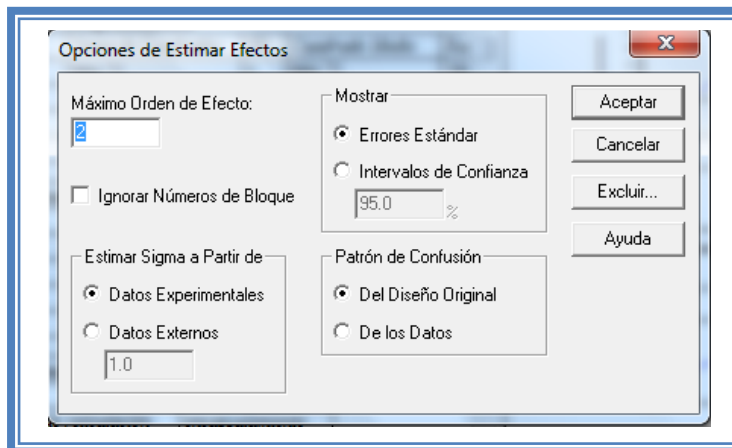 Opciones de Estimar Efectos
Máximo Orden de Efecto:
2
Ignorar Números de Bloque
Estimar Sigma a Partir de
Datos Experimentales
Datos Externos
1.0
Mostrar
Errores Estándar
Intervalos de Confianza
95.0 %
Patrón de Confusión
Del Diseño Original
De los Datos
Aceptar
Cancelar
Excluir...
Ayuda